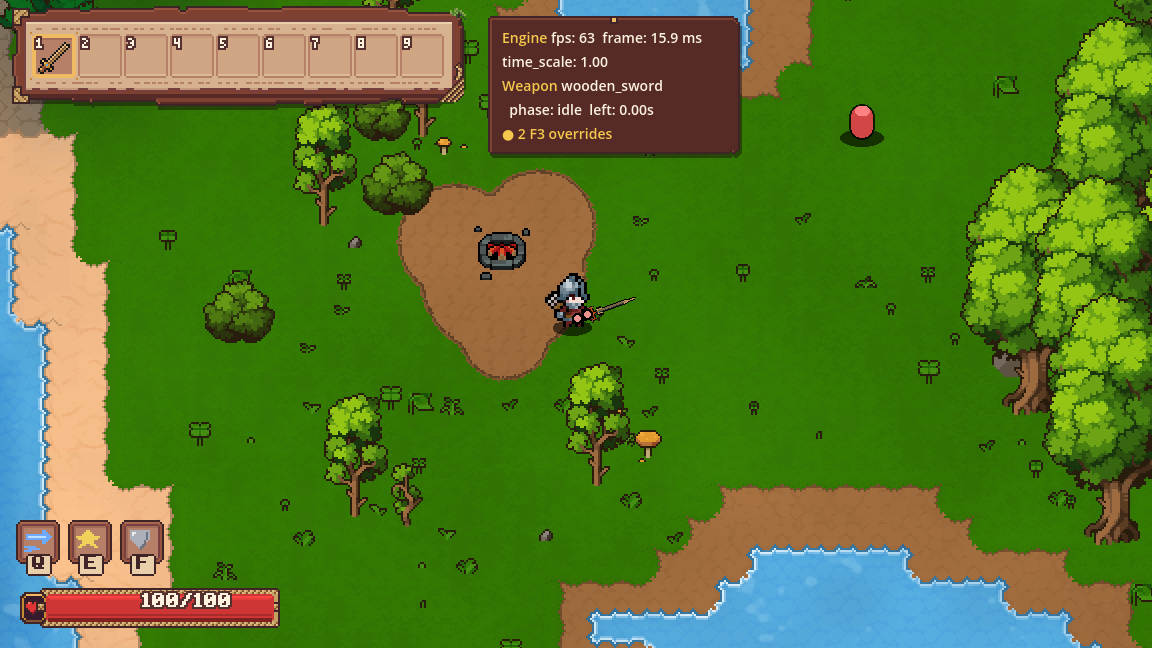 1 2 3 4 5 6 7 8 9
Engine fps: 63 frame: 15.9 ms
time_scale: 1.00
Weapon wooden_sword
phase: idle left: 0.00s
2 F3 overrides
Q E F
100/100